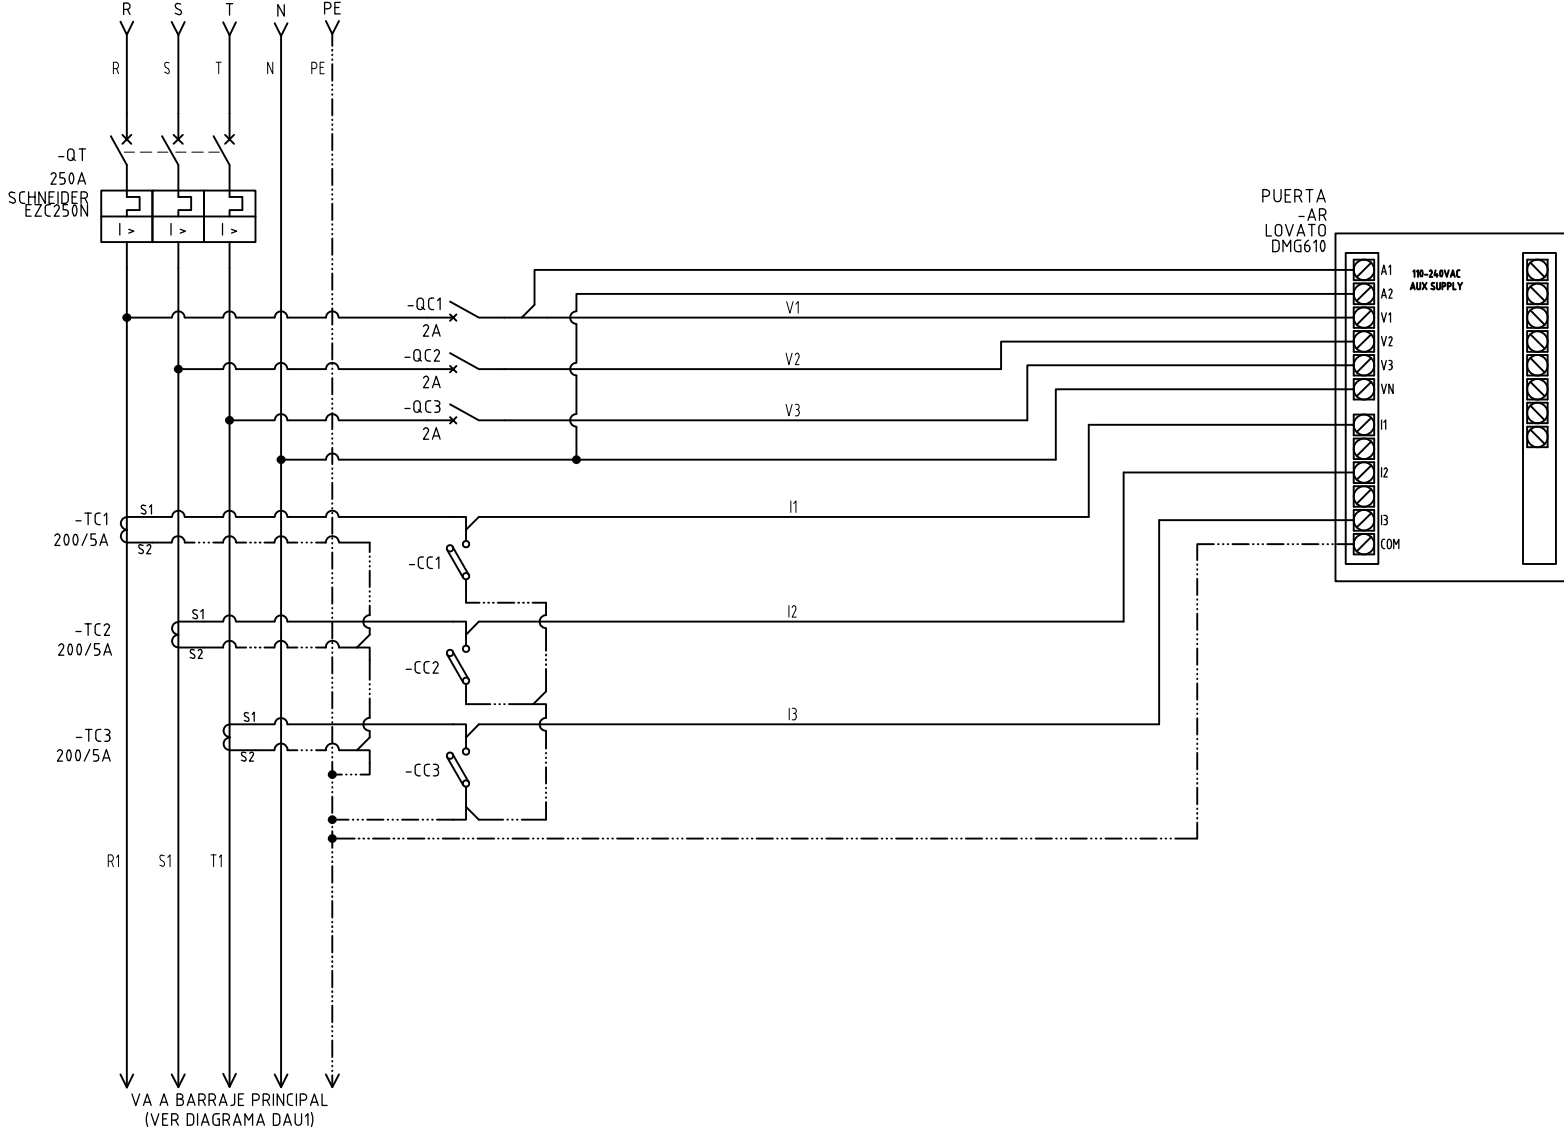 R S T N PE
R S T N PE
-QT
250A
SCHNEIDER
EZC250N
I > I > I >
PUERTA
-AR
LOVATO
DMG610
110-240VAC
AUX SUPPLY
A1
A2
V1
V2
V3
VN
I1
I2
I3
COM
-QC1
2A
V1
-QC2
2A
V2
-QC3
2A
V3
-TC1
200/5A
S1
S2
-CC1
I1
-TC2
200/5A
S1
S2
-CC2
I2
-TC3
200/5A
S1
S2
-CC3
I3
R1 S1 T1
VA A BARRAJE PRINCIPAL
(VER DIAGRAMA DAU1)